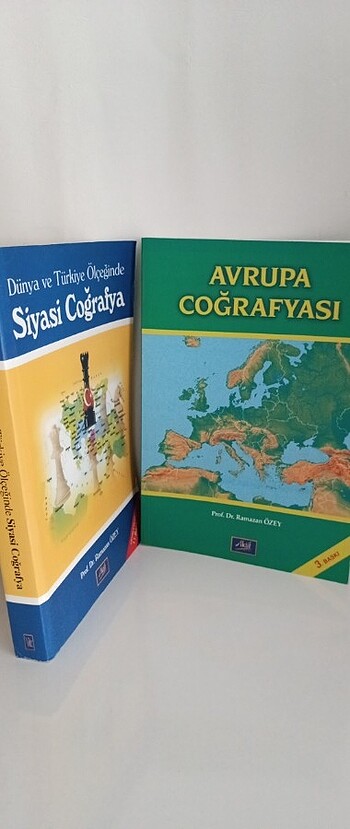 Dünya ve Türkiye Ölçeğinde
Siyasi Coğrafya
Prof. Dr. Ramazan ÖZEY
Türkiye Ölçeğinde Siyasi Coğrafya
AVRUPA
COĞRAFYASI
Prof. Dr. Ramazan ÖZEY
Aktif
3. BASKI